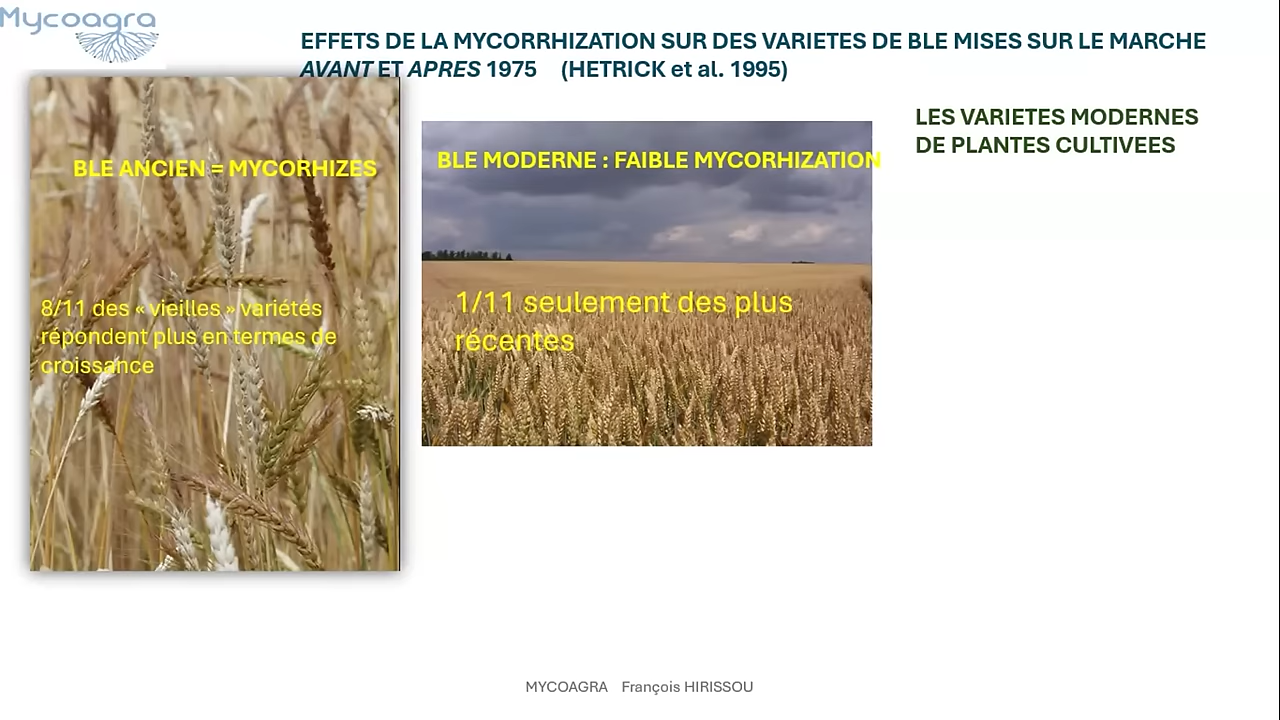 Mycoagra
EFFETS DE LA MYCORRHIZATION SUR DES VARIETES DE BLE MISES SUR LE MARCHE
AVANT ET APRES 1975 (HETRICK et al. 1995)
LES VARIETES MODERNES
DE PLANTES CULTIVEES
BLE ANCIEN = MYCORHIZES
8/11 des « vieilles » variétés
répondent plus en termes de
croissance
BLE MODERNE : FAIBLE MYCORHIZATION
1/11 seulement des plus
récentes
MYCOAGRA François HIRISSOU